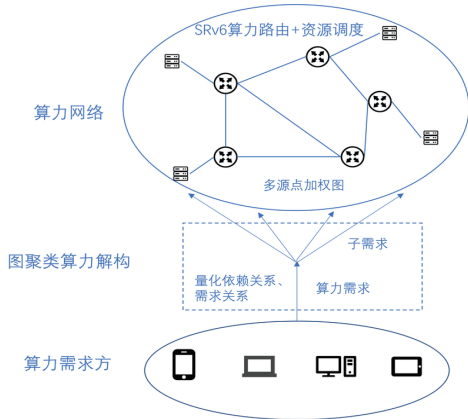 SRv6算力路由+资源调度
算力网络
多源点加权图
子需求
图聚类算力解构
量化依赖关系、
需求关系
算力需求
算力需求方